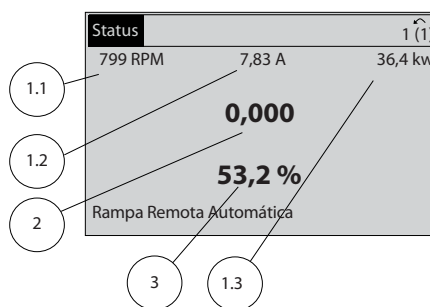 Status
1 (1)
799 RPM 7,83 A 36,4 kw
1.1
0,000
1.2
53,2 %
2
Rampa Remota Automática
3 1.3